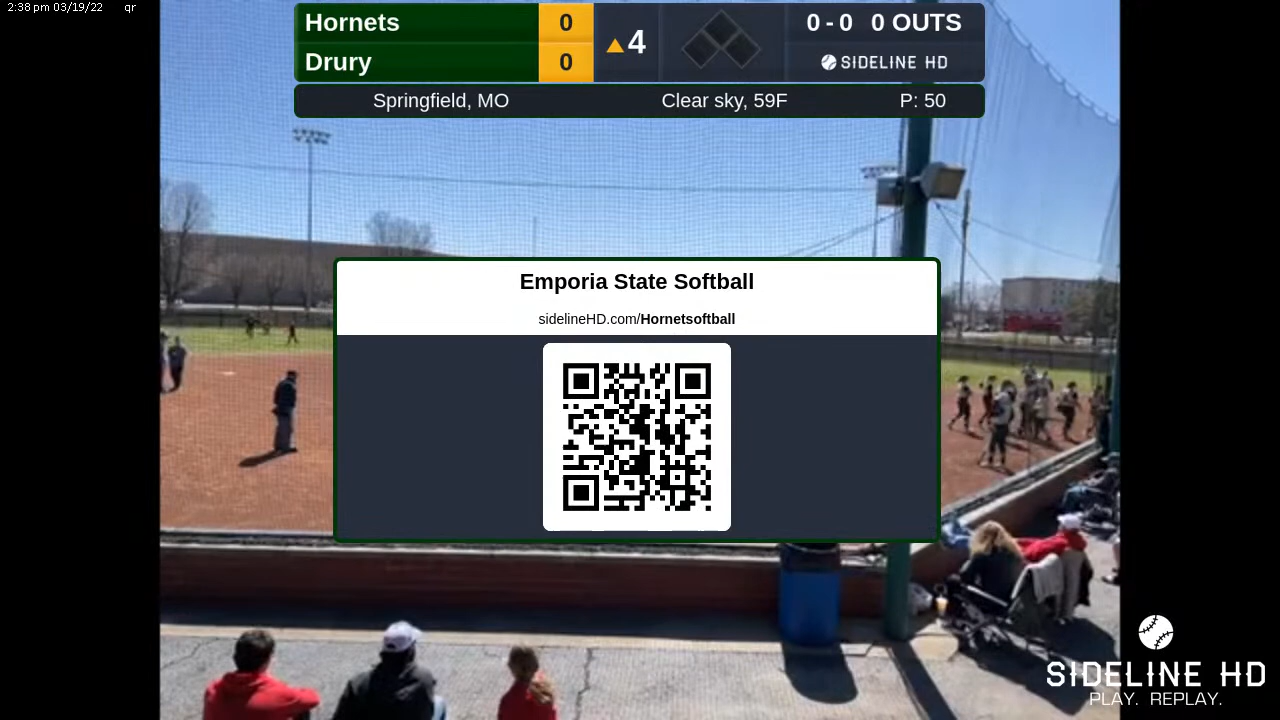 2:38 pm 03/19/22 qr
Hornets 0
Drury 0
4
0 - 0 0 OUTS
SIDELINE HD
Springfield, MO Clear sky, 59F P: 50
Emporia State Softball
sidelineHD.com/Hornetsoftball
SIDELINE HD
PLAY. REPLAY.